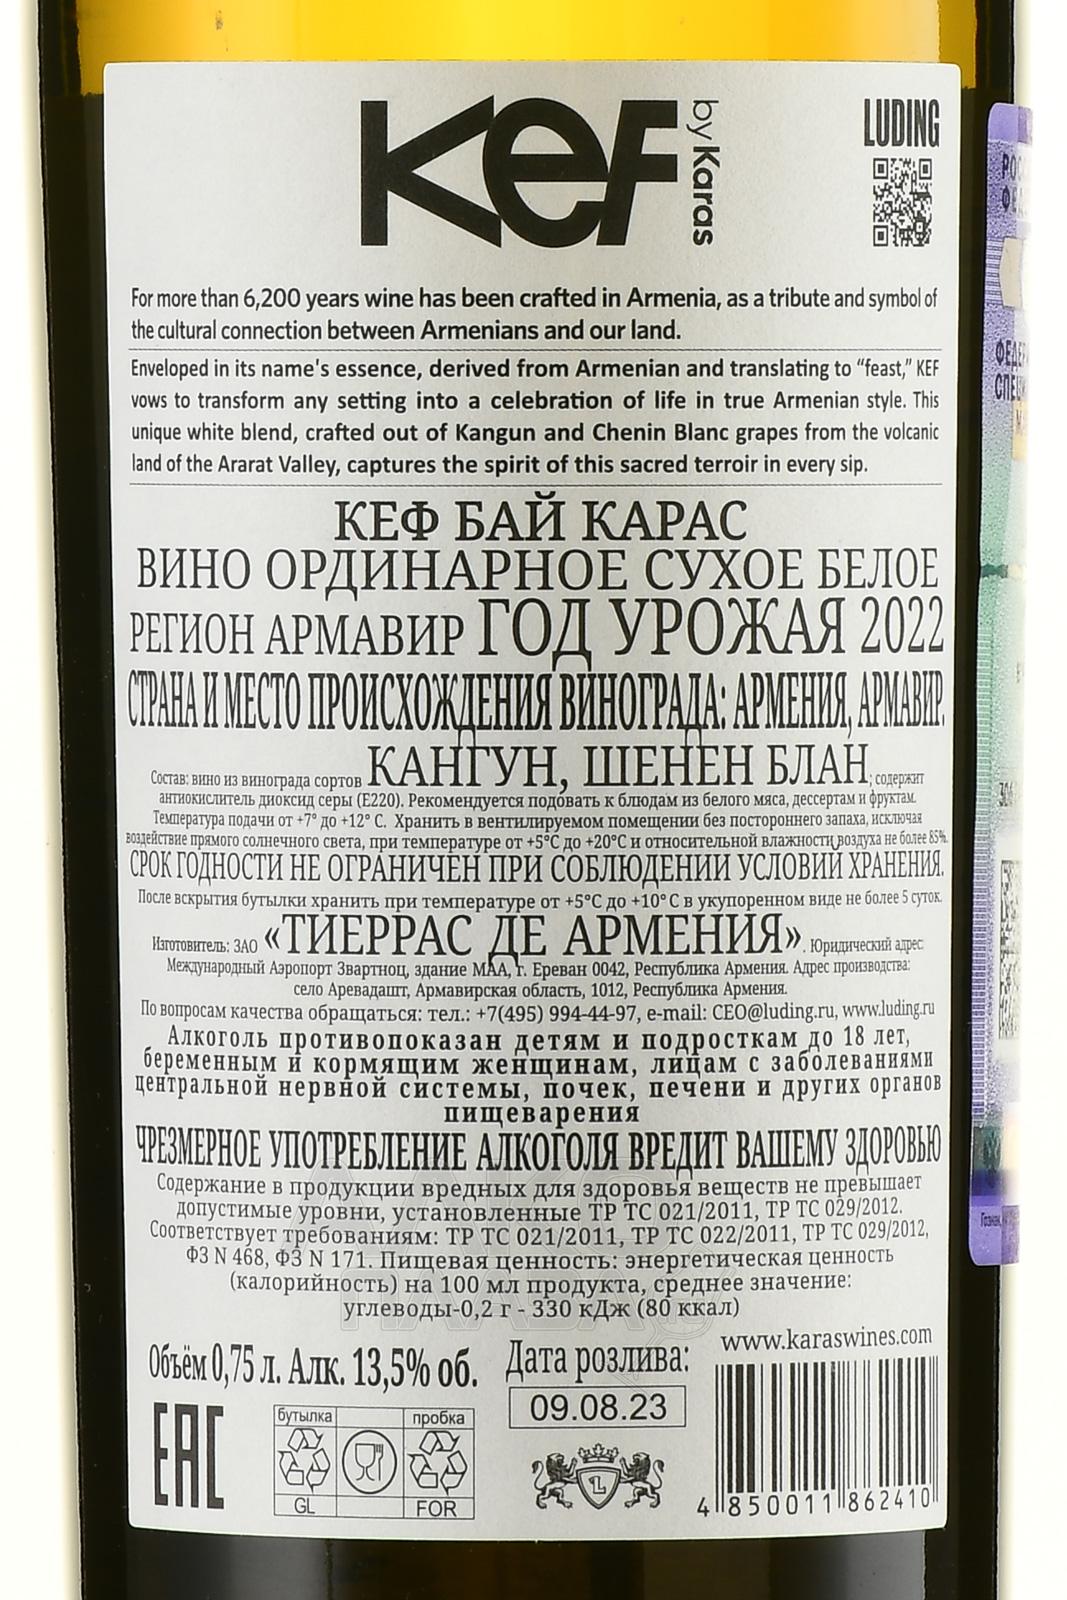 Kef by Karas
LUDING
For more than 6,200 years wine has been crafted in Armenia, as a tribute and symbol of
the cultural connection between Armenians and our land.
Enveloped in its name's essence, derived from Armenian and translating to “feast,” KEF
vows to transform any setting into a celebration of life in true Armenian style. This
unique white blend, crafted out of Kangun and Chenin Blanc grapes from the volcanic
land of the Ararat Valley, captures the spirit of this sacred terroir in every sip.
КЕФ БАЙ КАРАС
ВИНО ОРДИНАРНОЕ СУХОЕ БЕЛОЕ
РЕГИОН АРМАВИР ГОД УРОЖАЯ 2022
СТРАНА И МЕСТО ПРОИСХОЖДЕНИЯ ВИНОГРАДА: АРМЕНИЯ, АРМАВИР.
Состав: вино из винограда сортов КАНГУН, ШЕНЕН БЛАН; содержит
антиокислитель диоксид серы (Е220). Рекомендуется подовать к блюдам из белого мяса, дессертам и фруктам.
Температура подачи от +7° до +12° С. Хранить в вентилируемом помещении без постороннего запаха, исключая
воздействие прямого солнечного света, при температуре от +5°С до +20°С и относительной влажности воздуха не более 85%.
СРОК ГОДНОСТИ НЕ ОГРАНИЧЕН ПРИ СОБЛЮДЕНИИ УСЛОВИЙ ХРАНЕНИЯ.
После вскрытия бутылки хранить при температуре от +5°С до +10°С в укупоренном виде не более 5 суток.
Изготовитель: ЗАО «ТИЕРРАС ДЕ АРМЕНИЯ». Юридический адрес:
Международный Аэропорт Звартноц, здание МАА, г. Ереван 0042, Республика Армения. Адрес производства:
село Аревадашт, Армавирская область, 1012, Республика Армения.
По вопросам качества обращаться: тел.: +7(495) 994-44-97, e-mail: CEO@luding.ru, www.luding.ru
Алкоголь противопоказан детям и подросткам до 18 лет,
беременным и кормящим женщинам, лицам с заболеваниями
центральной нервной системы, почек, печени и других органов
пищеварения
ЧРЕЗМЕРНОЕ УПОТРЕБЛЕНИЕ АЛКОГОЛЯ ВРЕДИТ ВАШЕМУ ЗДОРОВЬЮ
Содержание в продукции вредных для здоровья веществ не превышает
допустимые уровни, установленные ТР ТС 021/2011, ТР ТС 029/2012.
Соответствует требованиям: ТР ТС 021/2011, ТР ТС 022/2011, ТР ТС 029/2012,
ФЗ N 468, ФЗ N 171. Пищевая ценность: энергетическая ценность
(калорийность) на 100 мл продукта, среднее значение:
углеводы-0,2 г - 330 кДж (80 ккал)
www.karaswines.com
Объём 0,75 л. Алк. 13,5% об.
Дата розлива:
09.08.23
EAC
бутылка
пробка
GL
FOR
L
4 850011 862410